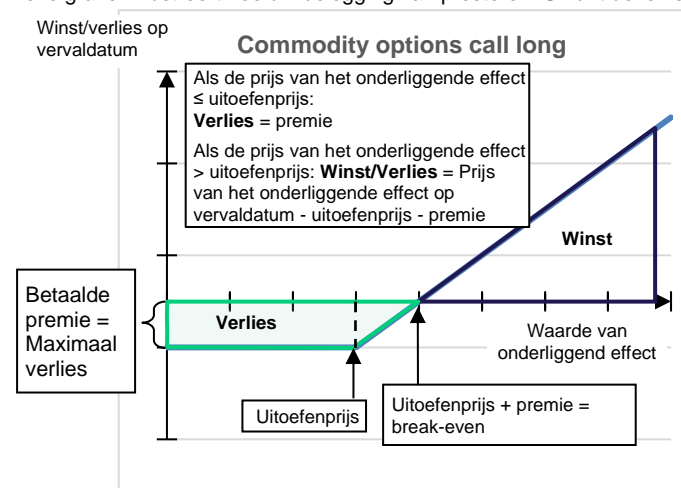 Winst/verlies op
vervaldatum
Commodity options call long
Als de prijs van het onderliggende effect
≤ uitoefenprijs:
Verlies = premie
Als de prijs van het onderliggende effect
> uitoefenprijs: Winst/Verlies = Prijs
van het onderliggende effect op
vervaldatum - uitoefenprijs - premie
Winst
Betaalde
premie =
Maximaal
verlies
Verlies
Waarde van
onderliggend effect
Uitoefenprijs
Uitoefenprijs + premie =
break-even